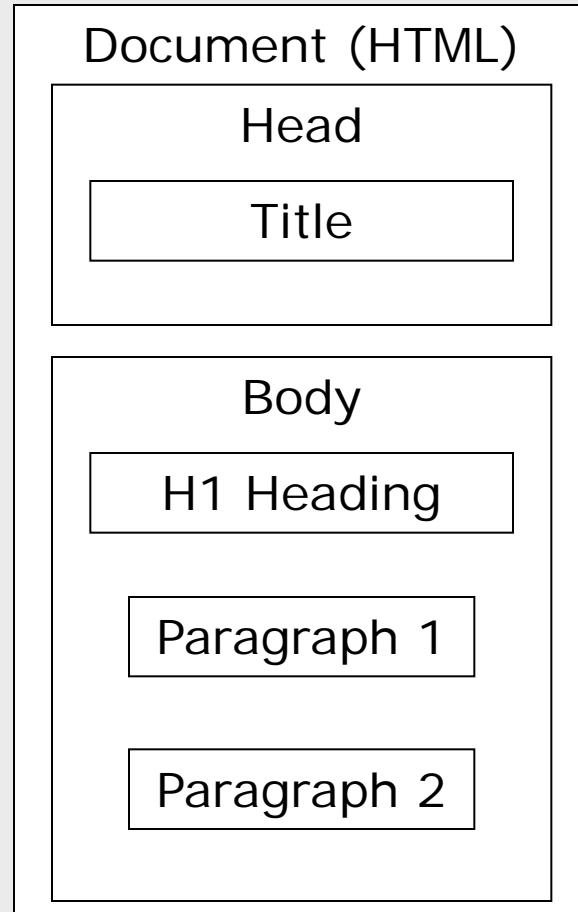 Document (HTML)
Head
Title
Body
H1 Heading
Paragraph 1
Paragraph 2